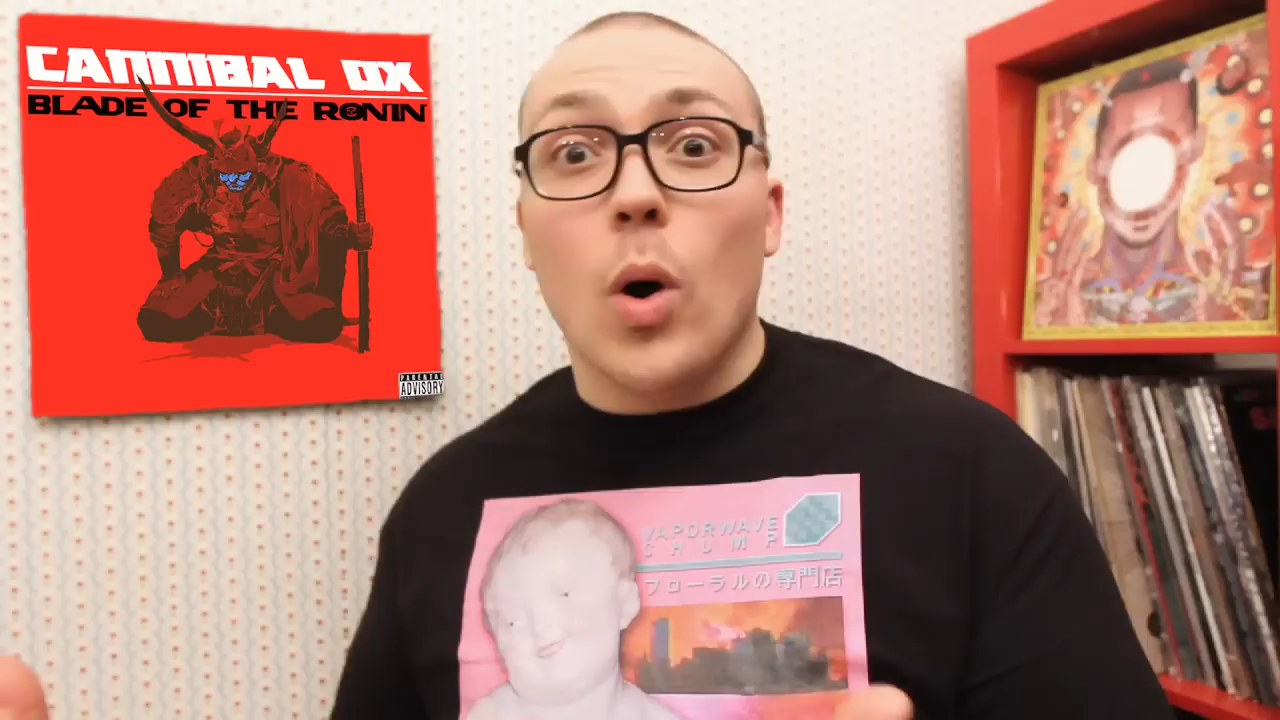 CANNIBAL OX
BLADE OF THE RONIN
PARENTAL
ADVISORY
VAPORWAVE
CHUMP
フローラルの専門店